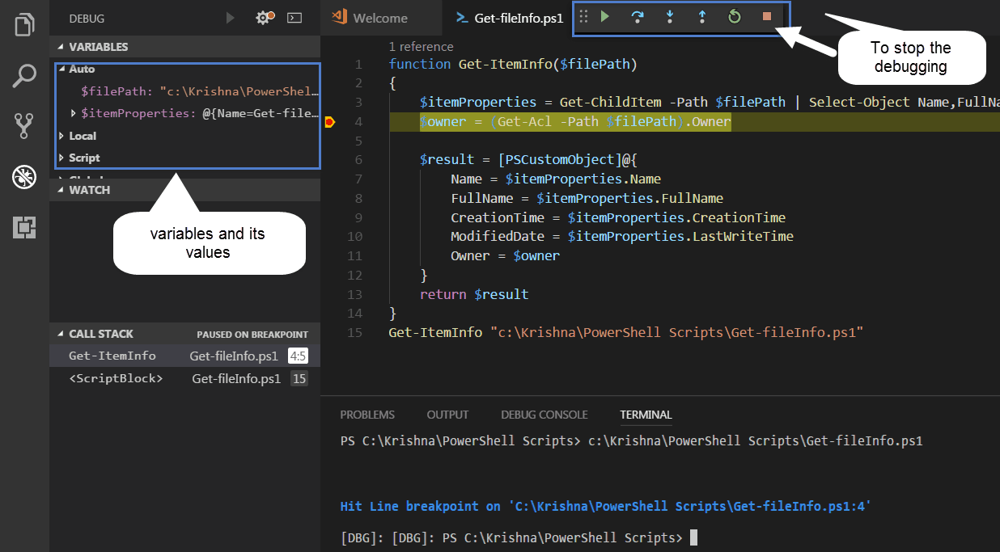 DEBUG
Welcome
Get-fileInfo.ps1
To stop the
debugging
VARIABLES
Auto
$filePath: "c:\Krishna\PowerShel…
$itemProperties: @{Name=Get-file…
Local
Script
WATCH
variables and its
values
CALL STACK PAUSED ON BREAKPOINT
Get-ItemInfo Get-fileInfo.ps1 4:5
<ScriptBlock> Get-fileInfo.ps1 15
1 reference
1 function Get-ItemInfo($filePath)
2 {
3 $itemProperties = Get-ChildItem -Path $filePath | Select-Object Name,FullNa
4 $owner = (Get-Acl -Path $filePath).Owner
5
6 $result = [PSCustomObject]@{
7 Name = $itemProperties.Name
8 FullName = $itemProperties.FullName
9 CreationTime = $itemProperties.CreationTime
10 ModifiedDate = $itemProperties.LastWriteTime
11 Owner = $owner
12 }
13 return $result
14 }
15 Get-ItemInfo "c:\Krishna\PowerShell Scripts\Get-fileInfo.ps1"
PROBLEMS OUTPUT DEBUG CONSOLE TERMINAL
PS C:\Krishna\PowerShell Scripts> c:\Krishna\PowerShell Scripts\Get-fileInfo.ps1
Hit Line breakpoint on 'C:\Krishna\PowerShell Scripts\Get-fileInfo.ps1:4'
[DBG]: [DBG]: PS C:\Krishna\PowerShell Scripts>